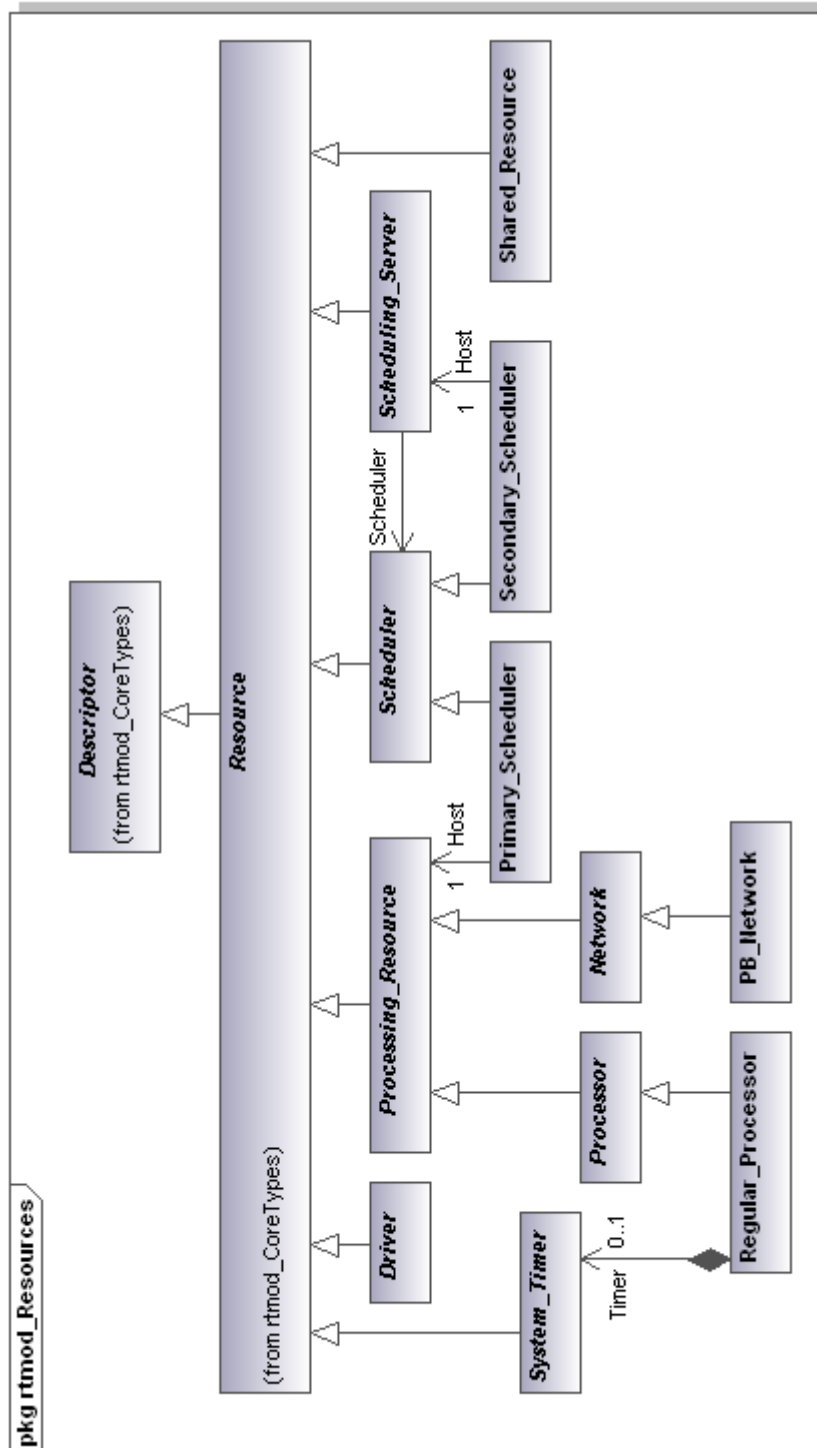 pkg rtmod_Resources
Descriptor
(from rtmod_CoreTypes)
Resource
(from rtmod_CoreTypes)
System_Timer
Driver
Processing_Resource
Scheduler
Scheduler
Scheduling_Server
Shared_Resource
Timer
0..1
1
Host
1
Host
Primary_Scheduler
Secondary_Scheduler
Processor
Network
Regular_Processor
PB_Network